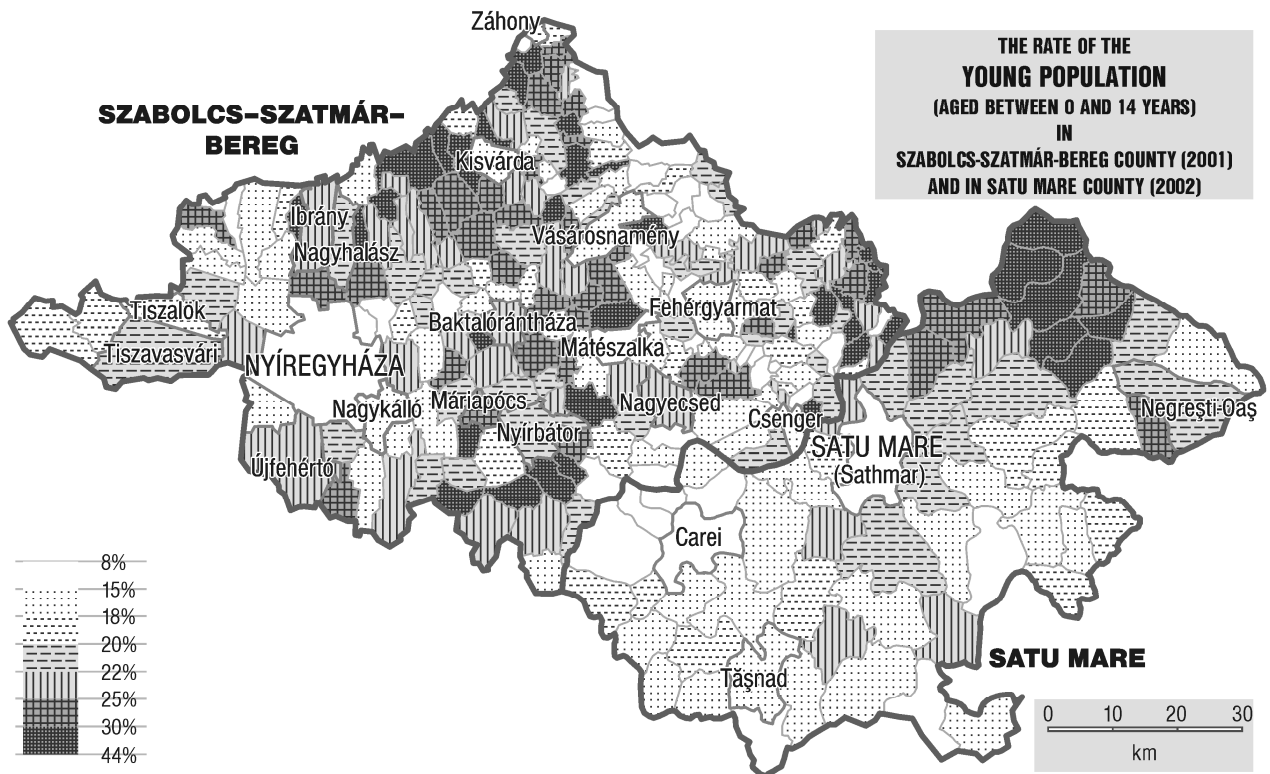 THE RATE OF THE
YOUNG POPULATION
(AGED BETWEEN 0 AND 14 YEARS)
IN
SZABOLCS-SZATMÁR-BEREG COUNTY (2001)
AND IN SATU MARE COUNTY (2002)
Záhony
SZABOLCS–SZATMÁR–
BEREG
Kisvárda
Ibrány
Vásárosnamény
Nagyhalász
Tiszalök
Fehérgyarmat
Baktalórántháza
Tiszavasvári
Mátészalka
NYÍREGYHÁZA
Nagykálló
Máriapócs
Nagyecsed
Negreşti-Oaş
Csenger
Nyírbátor
SATU MARE
(Sathmar)
Újfehértó
Carei
SATU MARE
Tăşnad
8%
15%
18%
20%
22%
25%
30%
44%
0 10 20 30
km